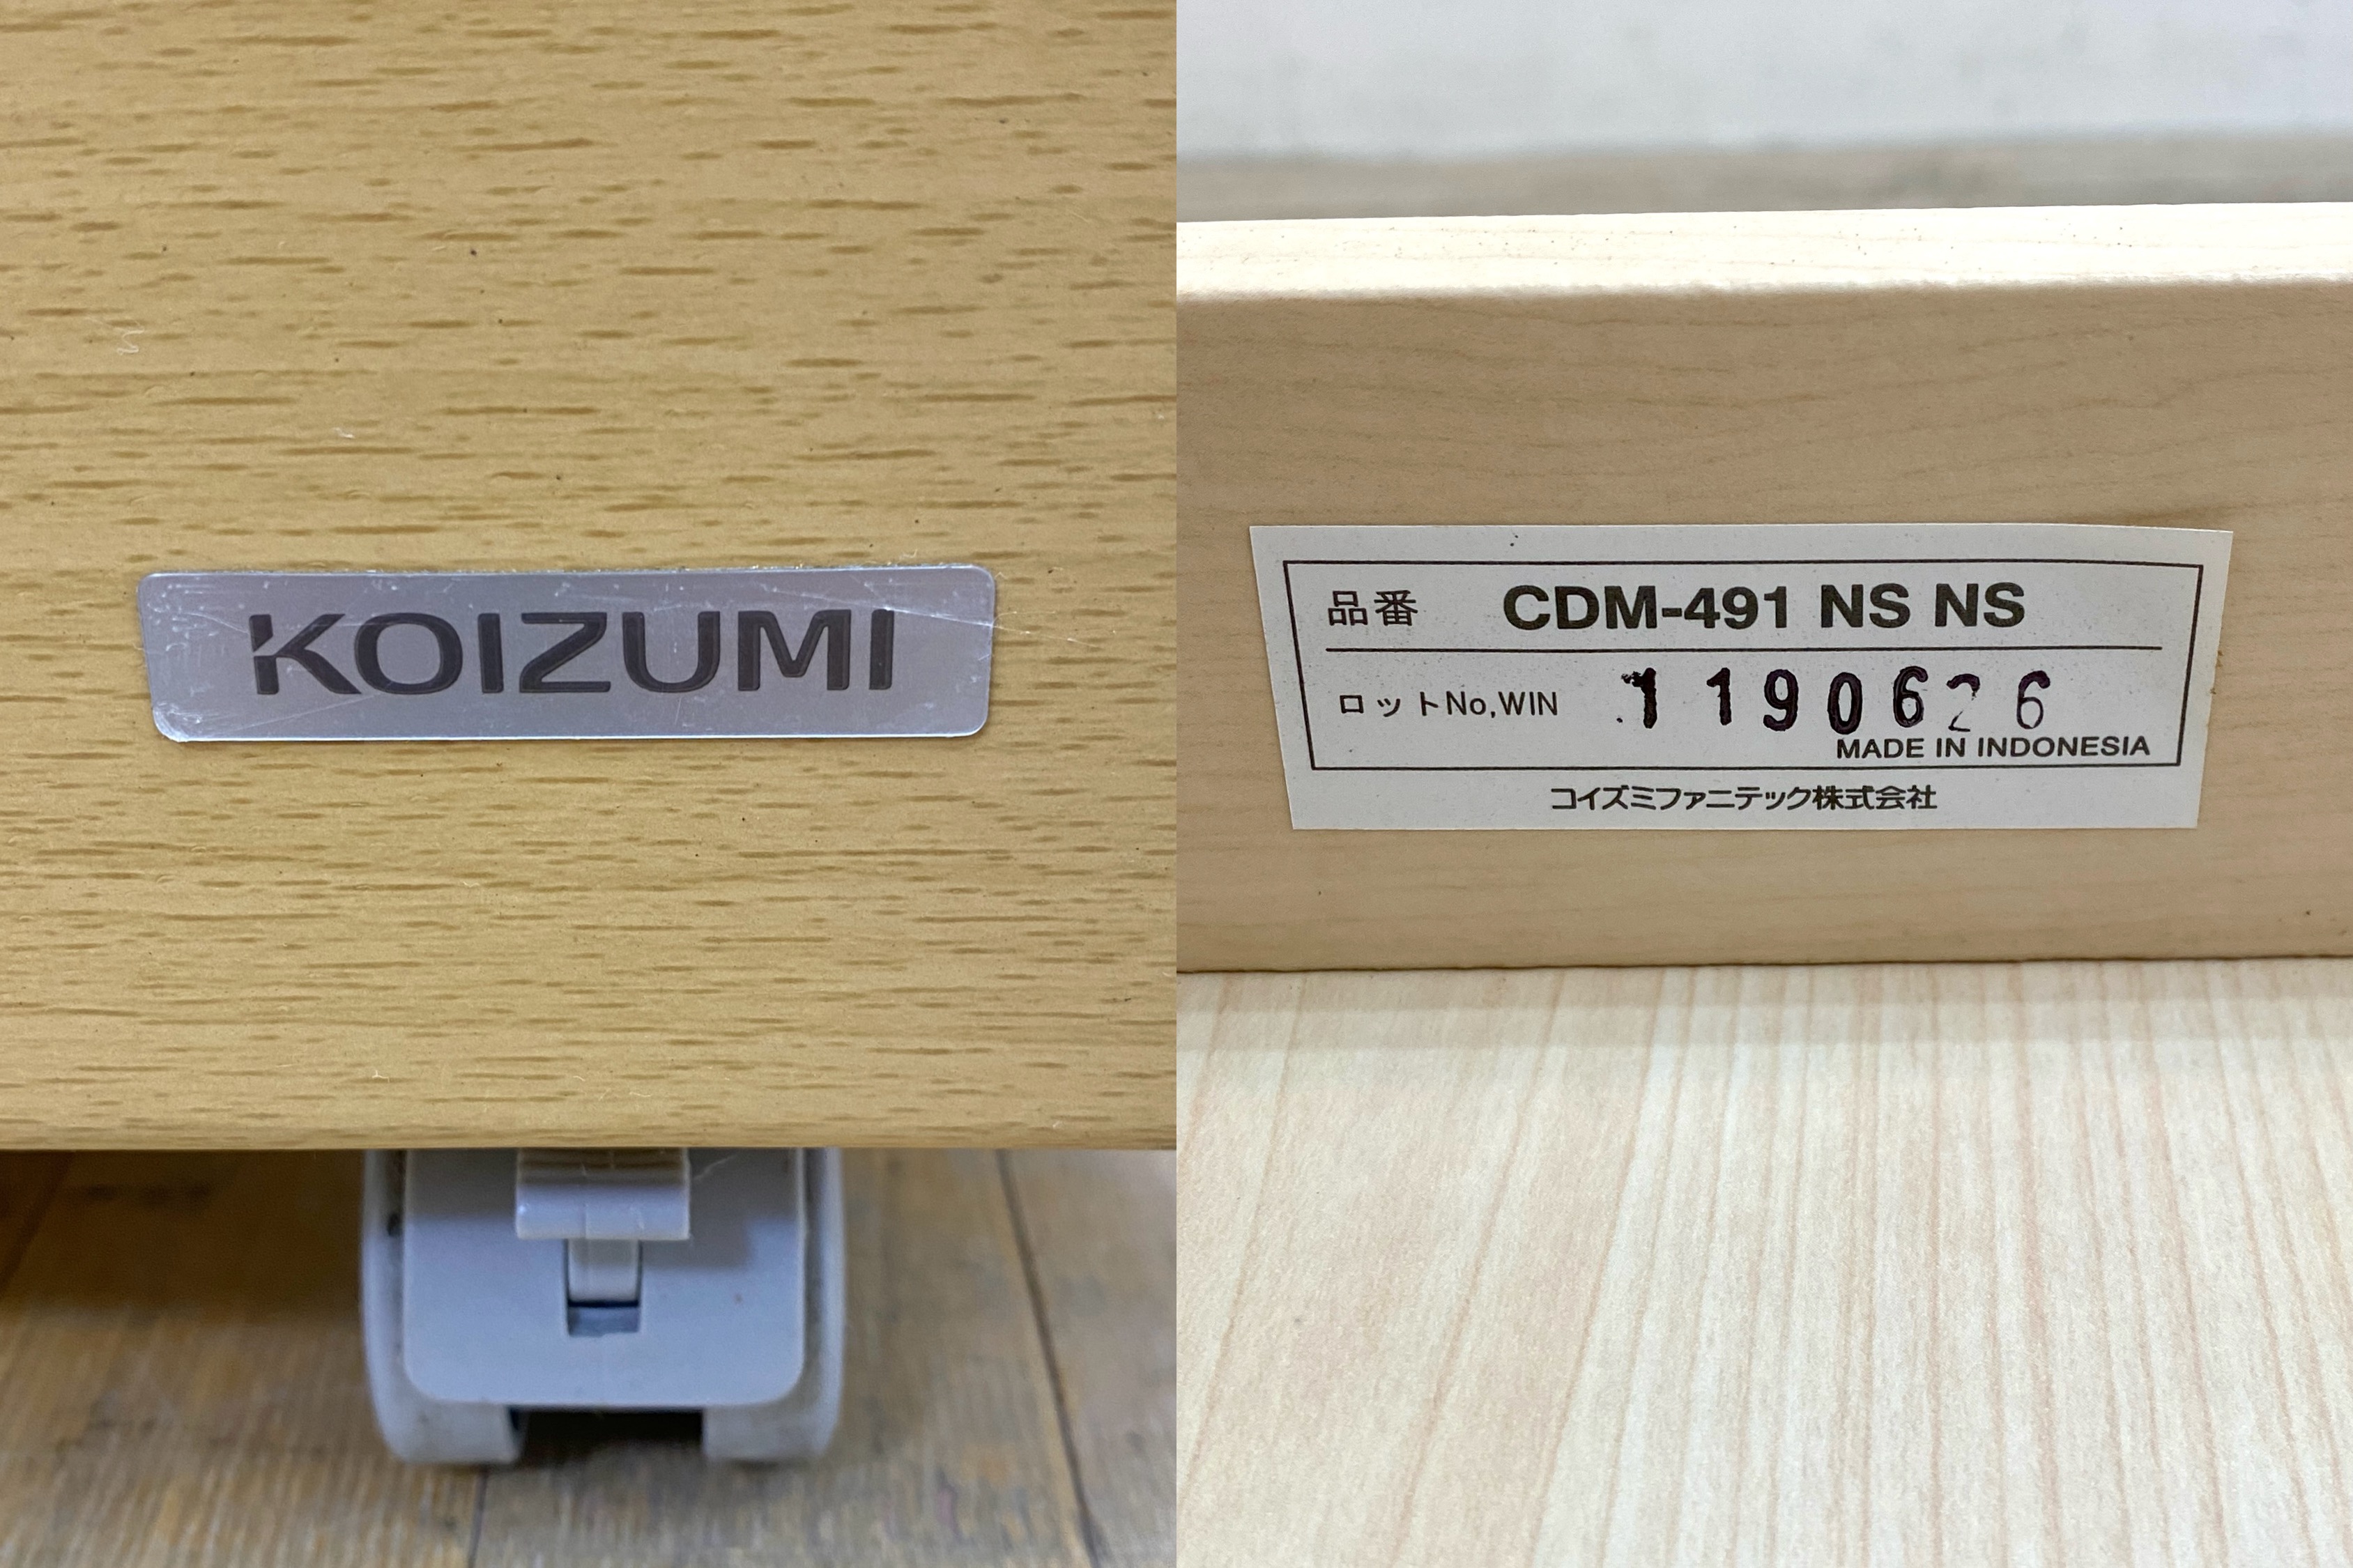 KOIZUMI
品番 CDM-491 NS NS
ロットNo,WIN 1190626
MADE IN INDONESIA
コイズミファニテック株式会社